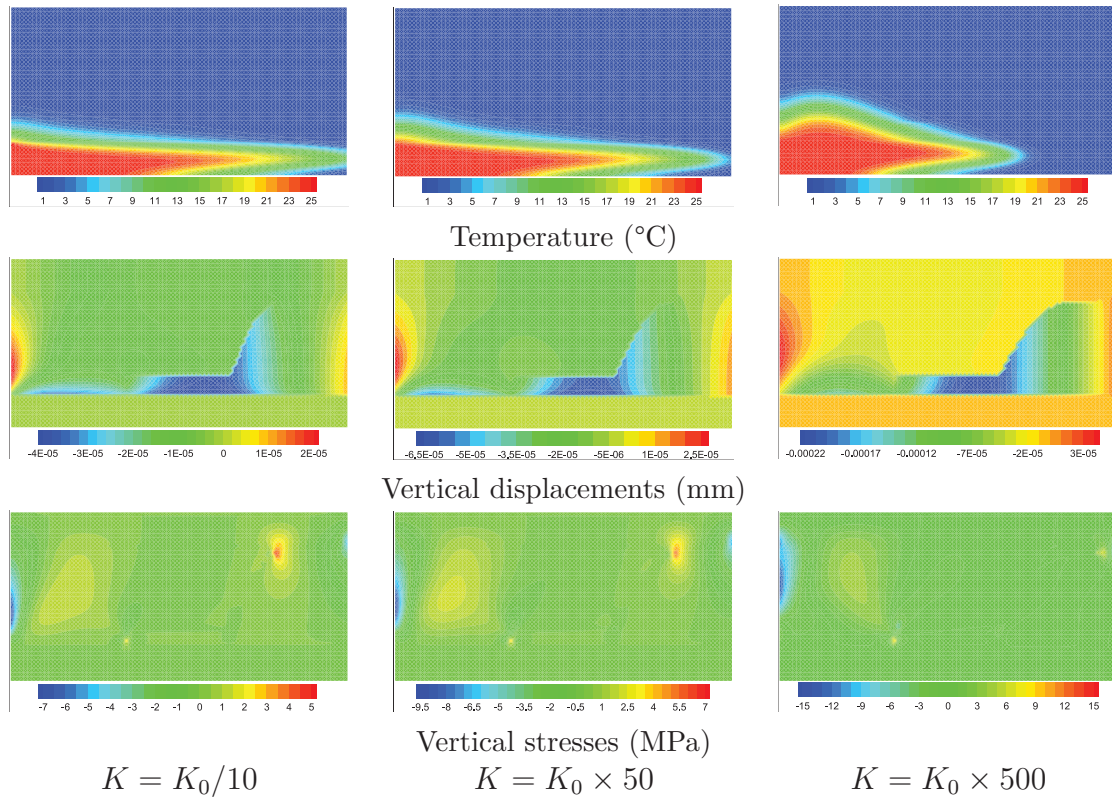 1 3 5 7 9 11 13 15 17 19 21 23 25
1 3 5 7 9 11 13 15 17 19 21 23 25
1 3 5 7 9 11 13 15 17 19 21 23 25
Temperature (°C)
-4E-05 -3E-05 -2E-05 -1E-05 0 1E-05 2E-05
-6.5E-05 -5E-05 -3.5E-05 -2E-05 -5E-06 1E-05 2.5E-05
-0.00022 -0.00017 -0.00012 -7E-05 -2E-05 3E-05
Vertical displacements (mm)
-7 -6 -5 -4 -3 -2 -1 0 1 2 3 4 5
-9.5 -8 -6.5 -5 -3.5 -2 -0.5 1 2.5 4 5.5 7
-15 -12 -9 -6 -3 0 3 6 9 12 15
Vertical stresses (MPa)
K = K₀/10 K = K₀ × 50 K = K₀ × 500